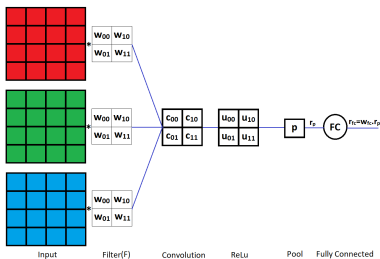 w00 w10
* w01 w11
w00 w10
* w01 w11
c00 c10
c01 c11
u00 u10
u01 u11
p
rp
FC
rfc=wfc.rp
w00 w10
* w01 w11
Input
Filter(F)
Convolution
ReLu
Pool
Fully Connected